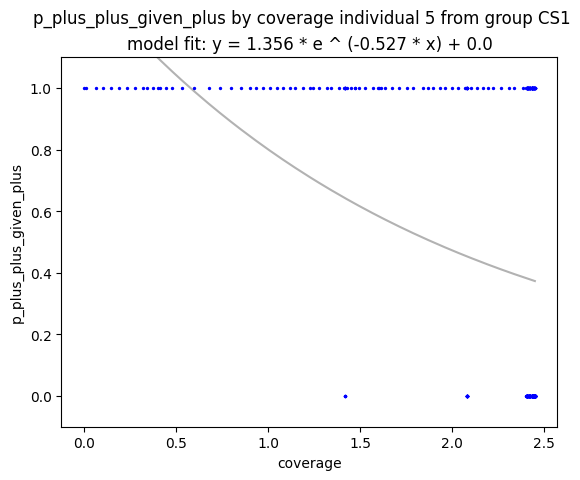 p_plus_plus_given_plus by coverage individual 5 from group CS1
model fit: y = 1.356 * e ^ (-0.527 * x) + 0.0
1.0
0.8
0.6
0.4
0.2
0.0
p_plus_plus_given_plus
0.0 0.5 1.0 1.5 2.0 2.5
coverage